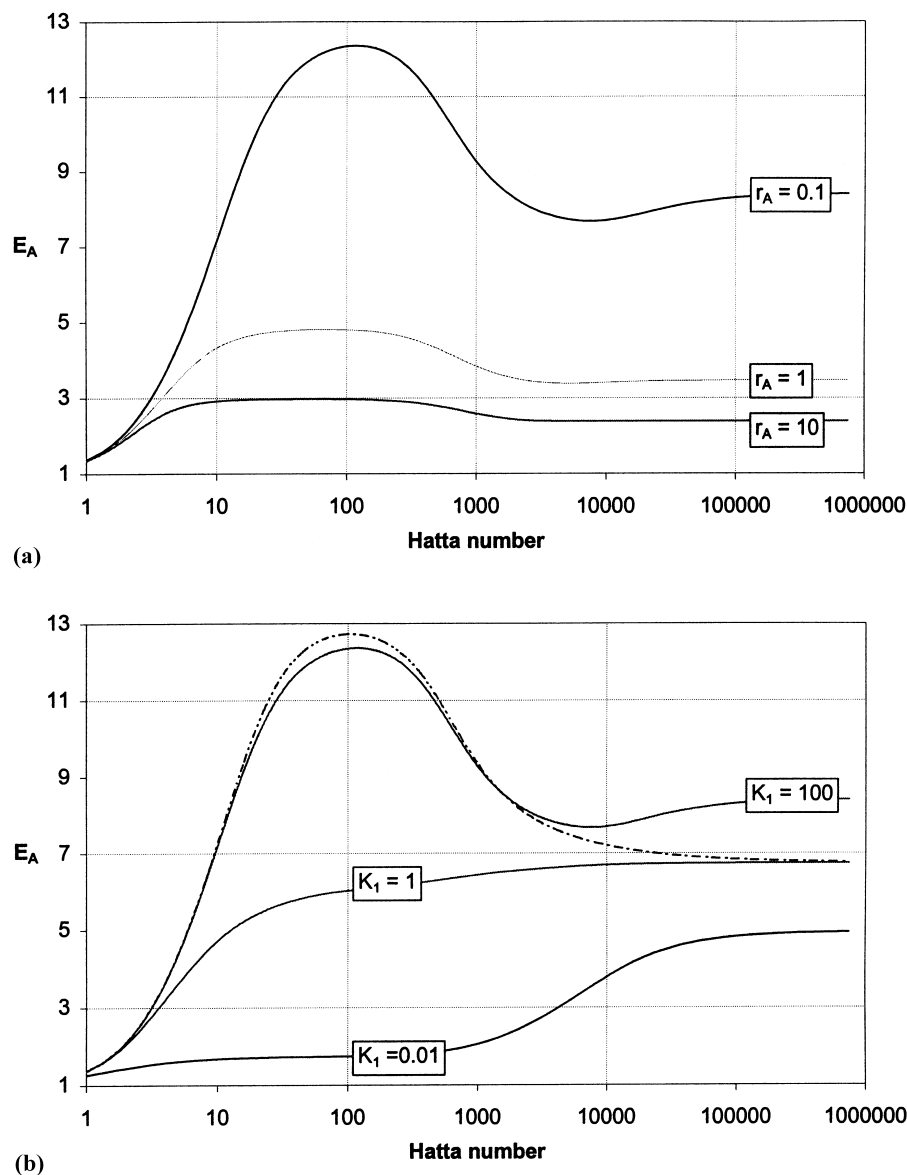 13
11
9
7
5
3
1
E_A
r_A = 0.1
r_A = 1
r_A = 10
1 10 100 1000 10000 100000 1000000
Hatta number
(a)
13
11
9
7
5
3
1
E_A
K_1 = 100
K_1 = 1
K_1 =0.01
1 10 100 1000 10000 100000 1000000
Hatta number
(b)